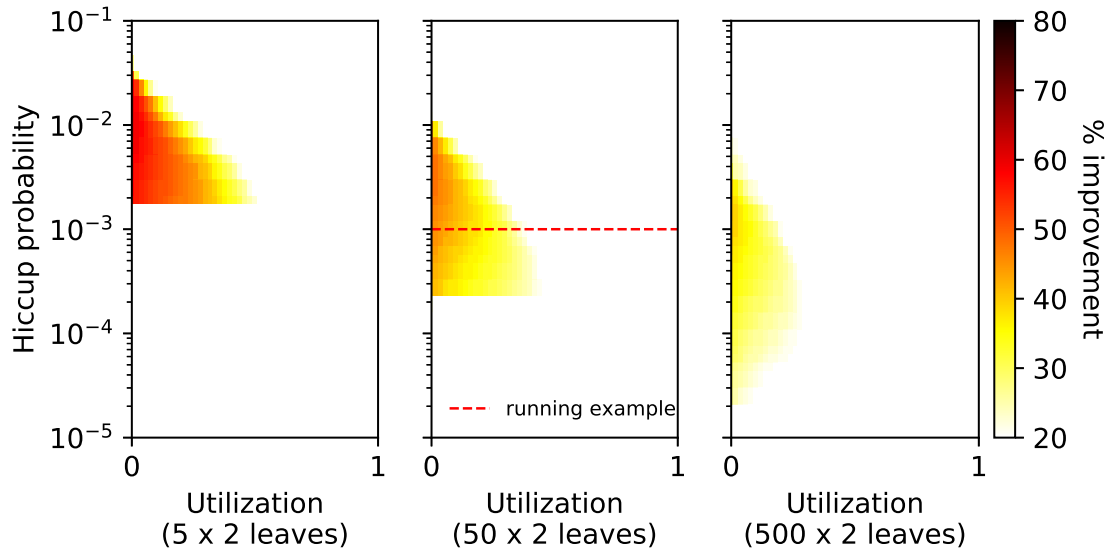 Hiccup probability
10⁻¹
10⁻²
10⁻³
10⁻⁴
10⁻⁵
0 1
Utilization
(5 x 2 leaves)
running example
0 1
Utilization
(50 x 2 leaves)
0 1
Utilization
(500 x 2 leaves)
80
70
60
50
40
30
20
% improvement